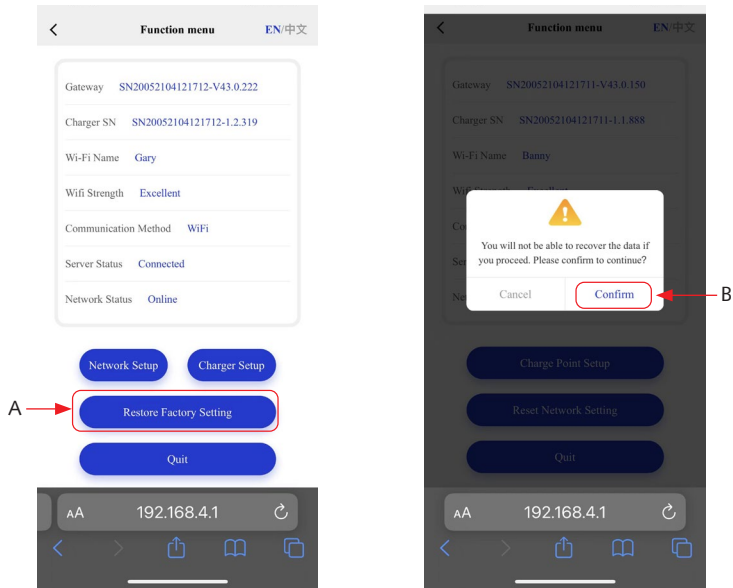 Function menu EN/中文
Gateway SN20052104121712-V43.0.222
Charger SN SN20052104121712-1.2.319
Wi-Fi Name Gary
Wifi Strength Excellent
Communication Method WiFi
Server Status Connected
Network Status Online
Network Setup Charger Setup
A
Restore Factory Setting
Quit
AA 192.168.4.1
Function menu EN/中文
Gateway SN20052104121711-V43.0.150
Charger SN SN20052104121711-1.1.888
Wi-Fi Name Banny
You will not be able to recover the data if
you proceed. Please confirm to continue?
Cancel Confirm
B
Charge Point Setup
Reset Network Setting
Quit
AA 192.168.4.1